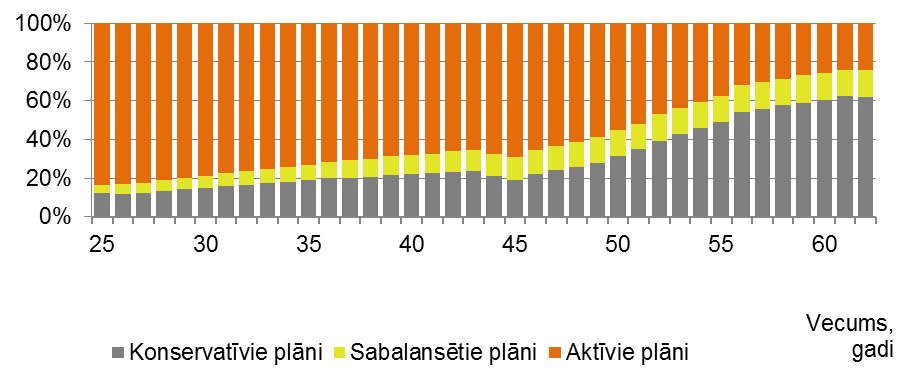 100%
80%
60%
40%
20%
0%
25 30 35 40 45 50 55 60
Vecums,
gadi
Konservatīvie plāni Sabalansētie plāni Aktīvie plāni